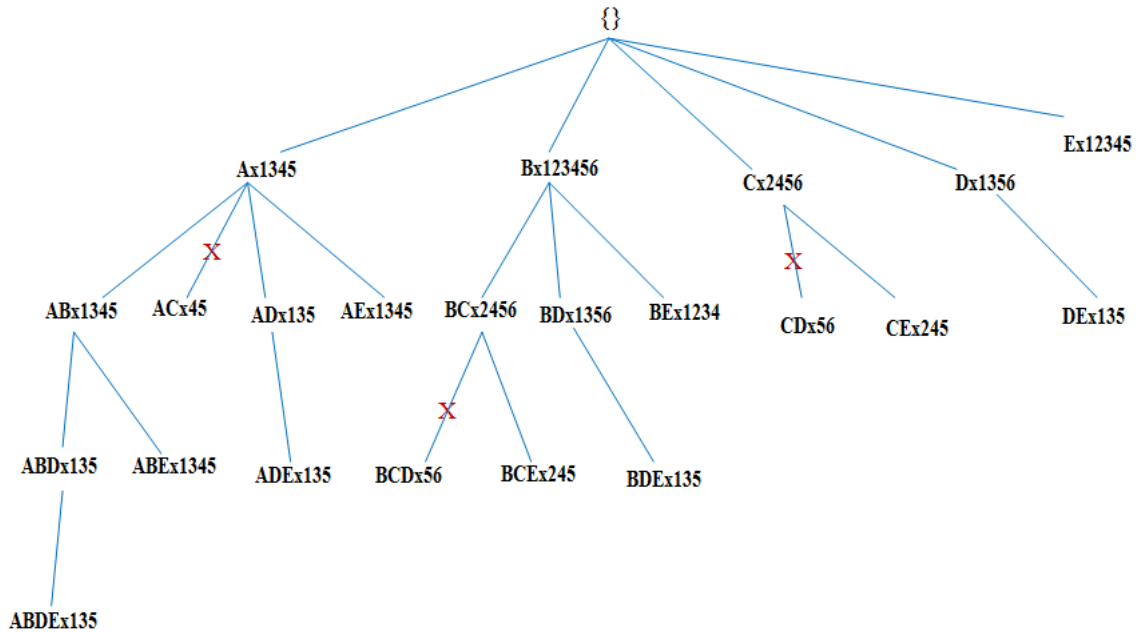 {}
Ex12345
Ax1345
Bx123456
Cx2456
Dx1356
X
X
ABx1345
ACx45
ADx135
AEx1345
BCx2456
BDx1356
BEx1234
CDx56
CEx245
DEx135
X
ABDx135
ABEx1345
ADEx135
BCDx56
BCEx245
BDEx135
ABDEx135